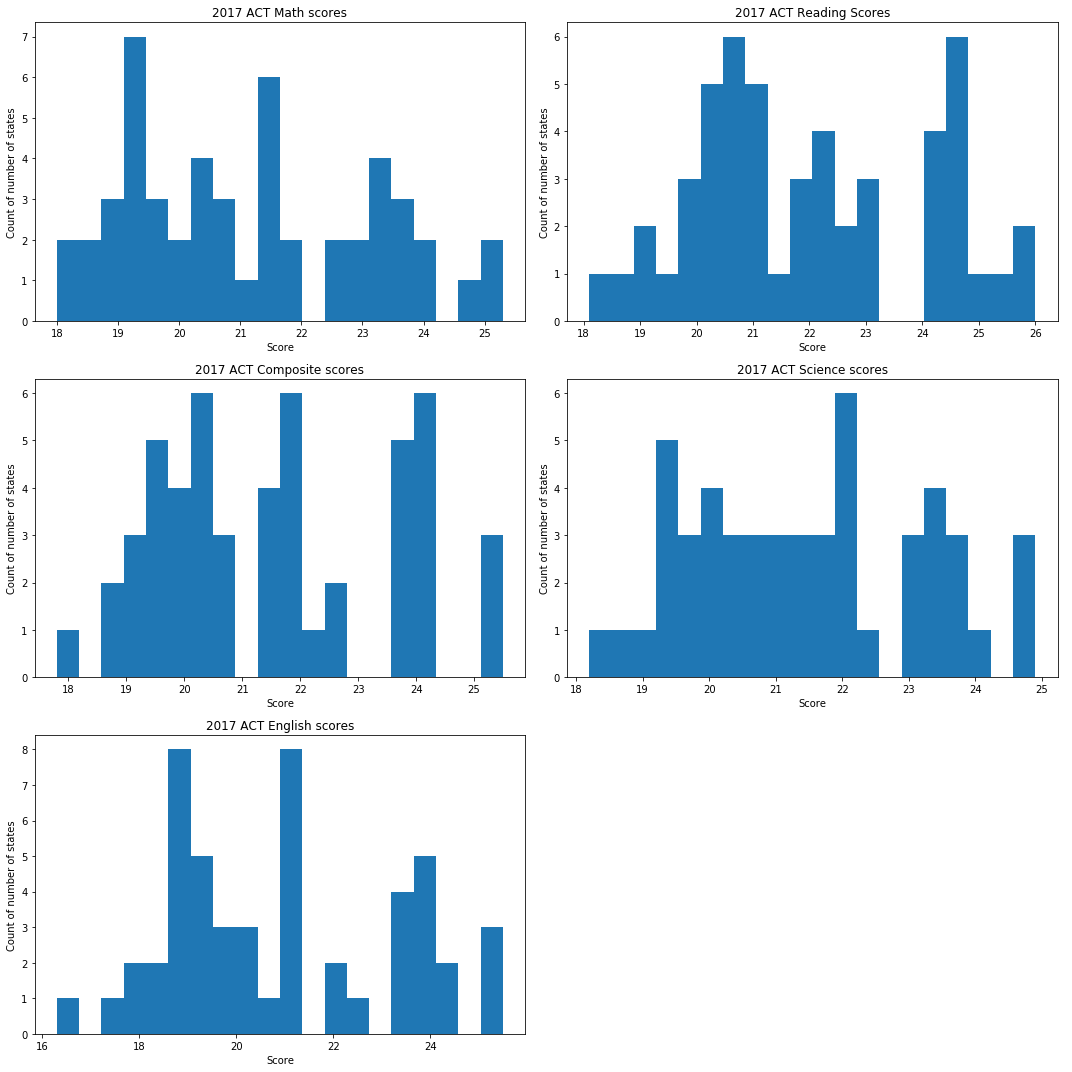 2017 ACT Math scores
7
6
5
4
3
2
1
0
Count of number of states
18 19 20 21 22 23 24 25
Score
2017 ACT Reading Scores
6
5
4
3
2
1
0
Count of number of states
18 19 20 21 22 23 24 25 26
Score
2017 ACT Composite scores
6
5
4
3
2
1
0
Count of number of states
18 19 20 21 22 23 24 25
Score
2017 ACT Science scores
6
5
4
3
2
1
0
Count of number of states
18 19 20 21 22 23 24 25
Score
2017 ACT English scores
8
7
6
5
4
3
2
1
0
Count of number of states
16 18 20 22 24
Score